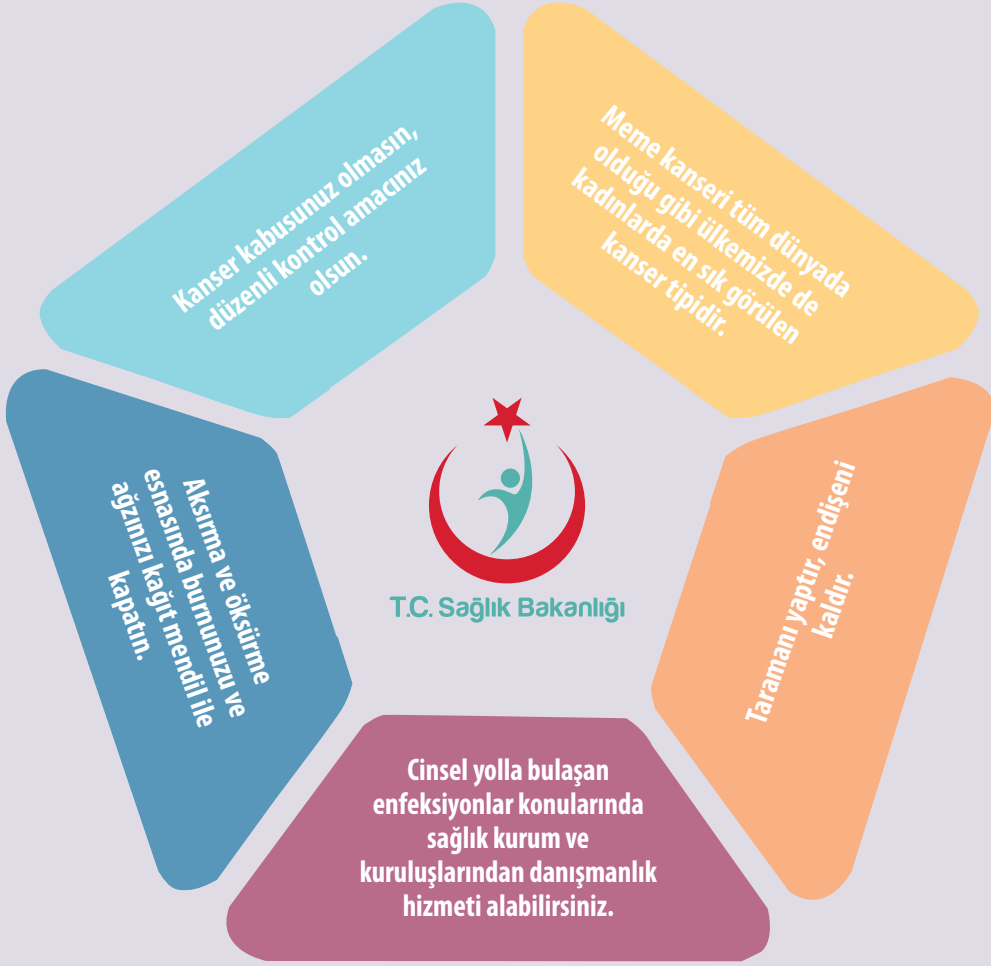 Kanser kabusunuz olmasın,
düzenli kontrol amacınız
olsun.
Meme kanseri tüm dünyada
olduğu gibi ülkemizde de
kadınlarda en sık görülen
kanser tipidir.
Aksırma ve öksürme
esnasında burnunuzu ve
ağzınızı kağıt mendil ile
kapatın.
T.C. Sağlık Bakanlığı
Taramanı yaptır, endişeni
kaldır.
Cinsel yolla bulaşan
enfeksiyonlar konularında
sağlık kurum ve
kuruluşlarından danışmanlık
hizmeti alabilirsiniz.